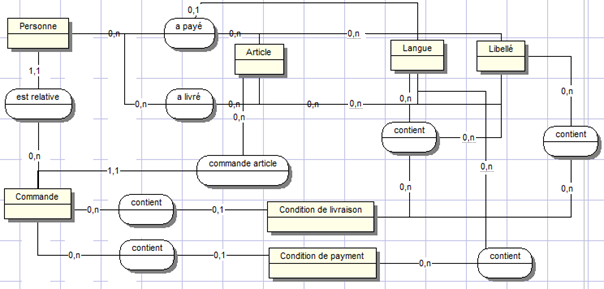 0,1
Personne
a payé
0,n
0,n
0,n
Article
Langue
Libellé
1,1
est relative
a livré
0,n
0,n
0,n
0,n
0,n
0,n
0,n
contient
0,n
contient
0,n
0,n
1,1
commande article
0,n
0,n
0,n
Commande
0,n
contient
0,1
Condition de livraison
0,n
contient
0,1
Condition de payment
0,n
contient